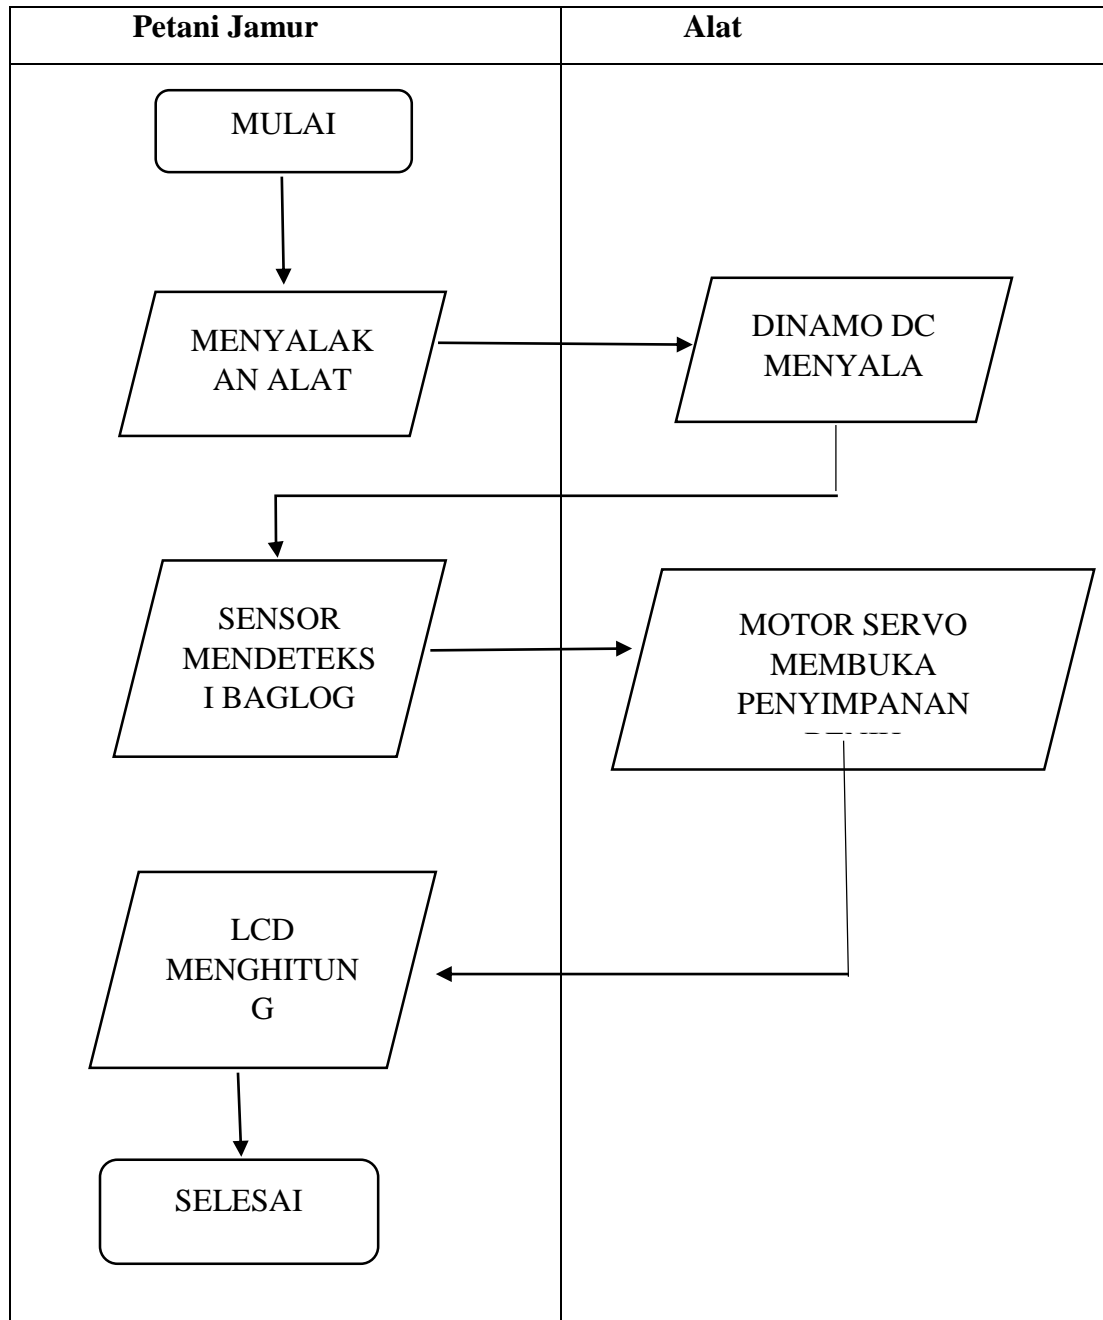 Petani Jamur
Alat
MULAI
MENYALAK
AN ALAT
DINAMO DC
MENYALA
SENSOR
MENDETEKS
I BAGLOG
MOTOR SERVO
MEMBUKA
PENYIMPANAN
LCD
MENGHITUN
G
SELESAI